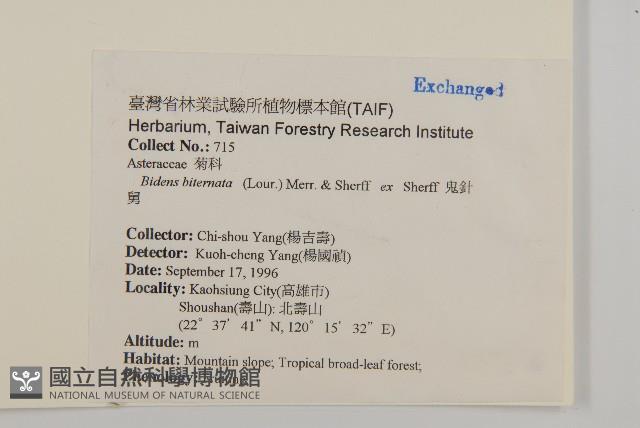 Exchanged
臺灣省林業試驗所植物標本館(TAIF)
Herbarium, Taiwan Forestry Research Institute
Collect No.: 715
Asteraceae 菊科
Bidens biternata (Lour.) Merr. & Sherff ex Sherff 鬼針
舅
Collector: Chi-shou Yang(楊吉壽)
Detector: Kuoh-cheng Yang(楊國禎)
Date: September 17, 1996
Locality: Kaohsiung City(高雄市)
Shoushan(壽山): 北壽山
(22° 37' 41" N, 120° 15' 32" E)
Altitude: m
Habitat: Mountain slope; Tropical broad-leaf forest;
國立自然科學博物館
NATIONAL MUSEUM OF NATURAL SCIENCE